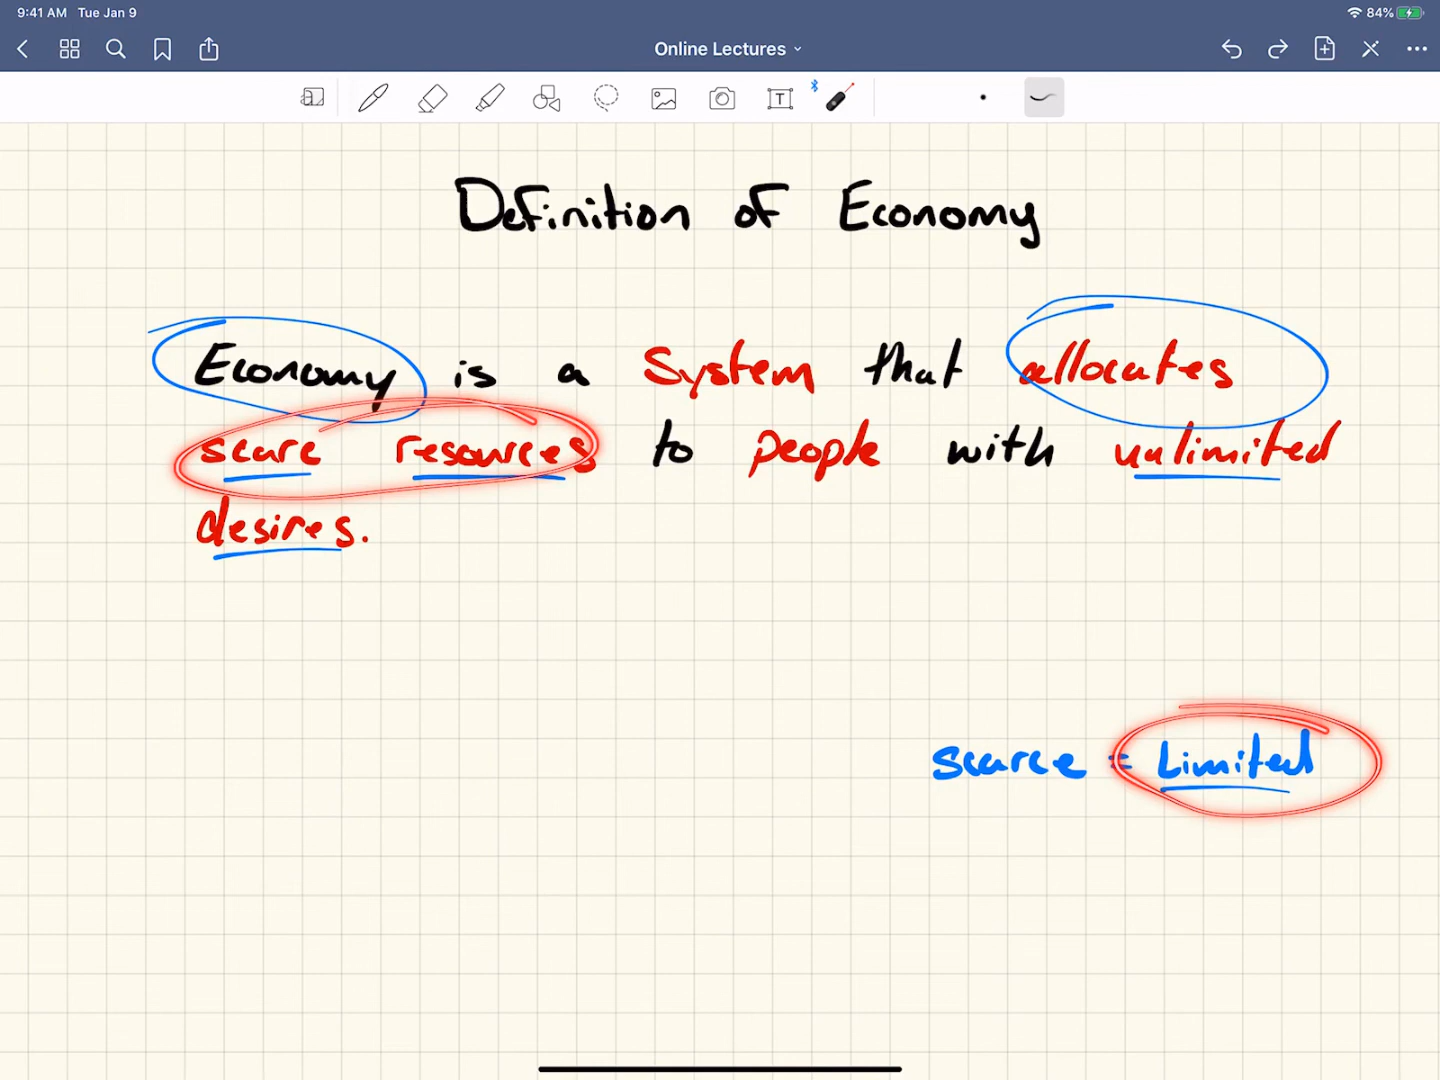 9:41 AM Tue Jan 9
84%
Online Lectures
T
Definition of Economy
Economy is a System that allocates
scare resources to people with unlimited
desires.
scarce = Limited